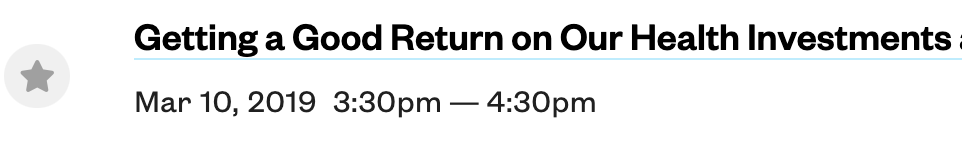 Getting a Good Return on Our Health Investments
Mar 10, 2019 3:30pm — 4:30pm